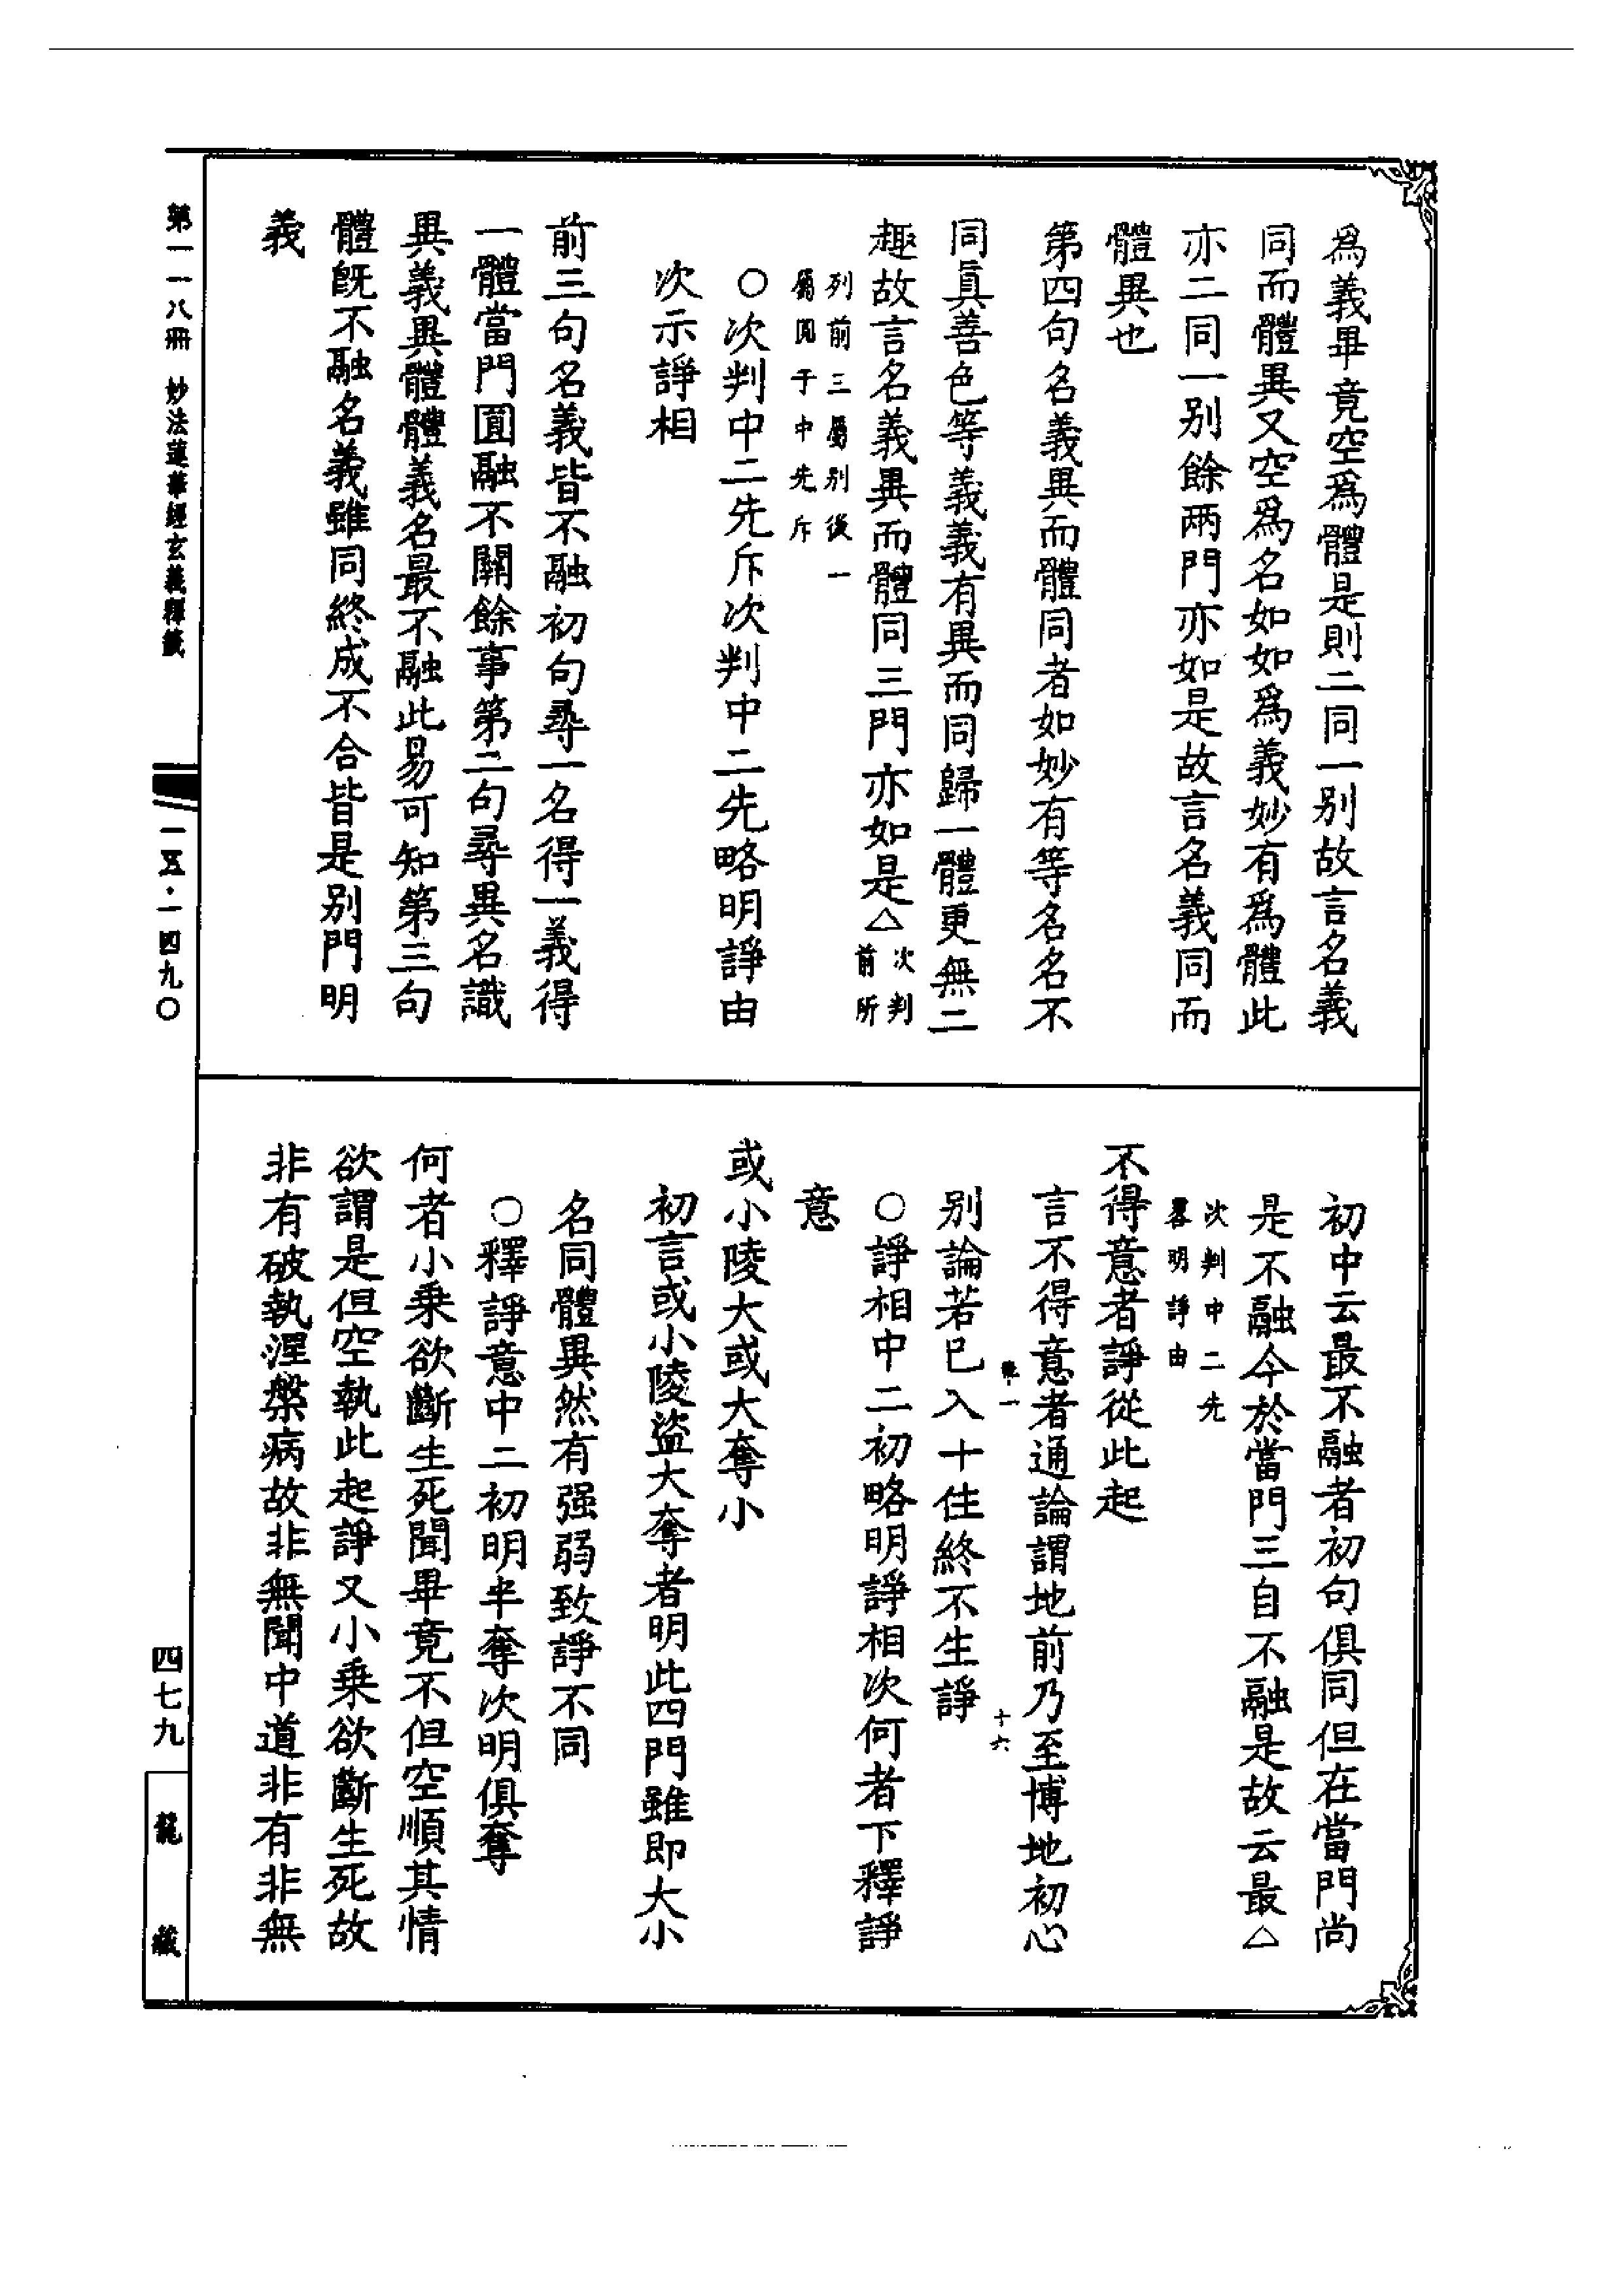 爲義畢竟空爲體是則二同一別故言名義
同而體異又空爲名如如爲義妙有爲體此
亦二同一別餘兩門亦如是故言名義同而
體異也
第四句名義異而體同者如妙有等名名不
同眞善色等義義有異而同歸一體更無二
趣故言名義異而體同三門亦如是△次判前所
列前三屬別後一
屬圓于中先斥
○次判中二先斥次判中二先略明諍由
次示諍相
前三句名義皆不融初句尋一名得一義得
一體當門圓融不關餘事第二句尋異名識
異義異體體義名最不融此易可知第三句
體旣不融名義雖同終成不合皆是別門明
義
初中云最不融者初句俱同但在當門尚
是不融今於當門三自不融是故云最△
次判中二先
畧明諍由
不得意者諍從此起
言不得意者通論謂地前乃至博地初心
十六
別論若已入十住終不生諍
○諍相中二初略明諍相次何者下釋諍
意
或小陵大或大奪小
初言或小陵盜大奪者明此四門雖即大小
名同體異然有强弱致諍不同
○釋諍意中二初明半奪次明俱奪
何者小乗欲斷生死聞畢竟不但空順其情
欲謂是但空執此起諍又小乗欲斷生死故
非有破執涅槃病故非無聞中道非有非無
第一一八冊 妙法蓮華經玄義釋籤
一五·一四九〇
四七九
龍藏